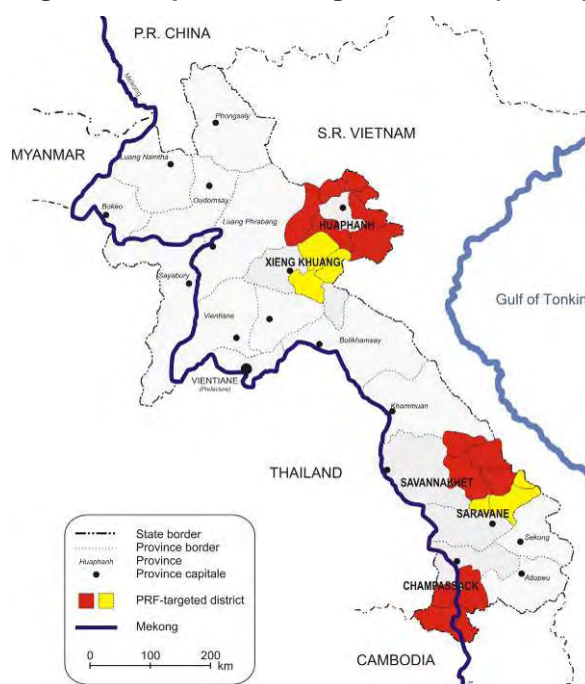 P.R. CHINA
Mekong
Phongsaly
S.R. VIETNAM
MYANMAR
Luang Namtha
Oudomsay
Bokeo
HUAPHANH
Luang Phrabang
XIENG KHUANG
Sayabury
Gulf of Tonkin
Vientiane
Bolikhamsay
VIENTIANE
(Prefecture)
Khammuan
THAILAND
SAVANNAKHET
SARAVANE
Sekong
Attopeu
CHAMPASSACK
CAMBODIA
State border
Province border
Huaphanh Province
Province capitale
PRF-targeted district
Mekong
0 100 200
km